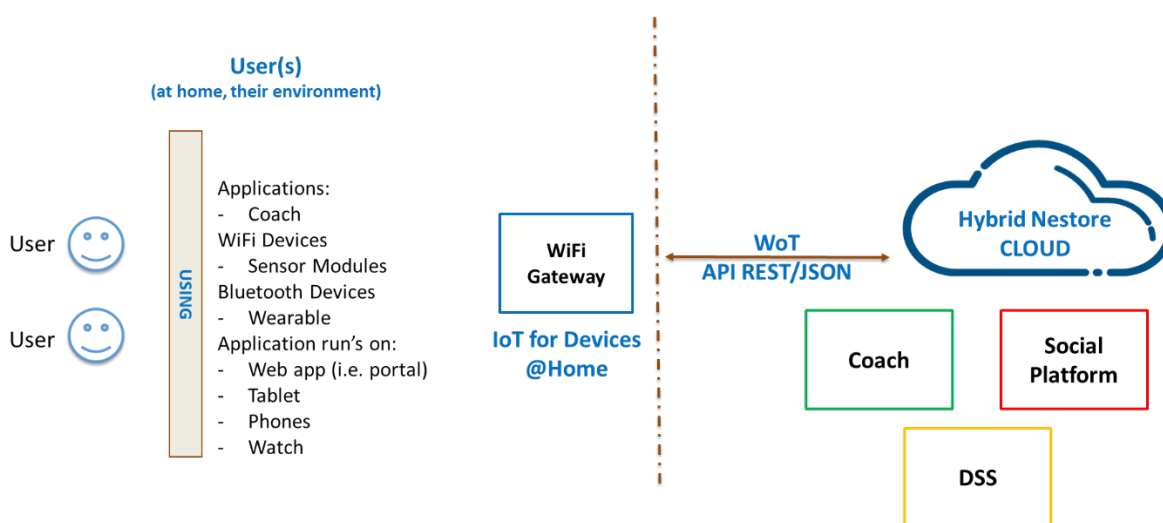 User(s)
(at home, their environment)
User
User
USING
Applications:
- Coach
WiFi Devices
- Sensor Modules
Bluetooth Devices
- Wearable
Application run's on:
- Web app (i.e. portal)
- Tablet
- Phones
- Watch
WiFi
Gateway
IoT for Devices
@Home
WoT
API REST/JSON
Hybrid Nestore
CLOUD
Coach
Social
Platform
DSS